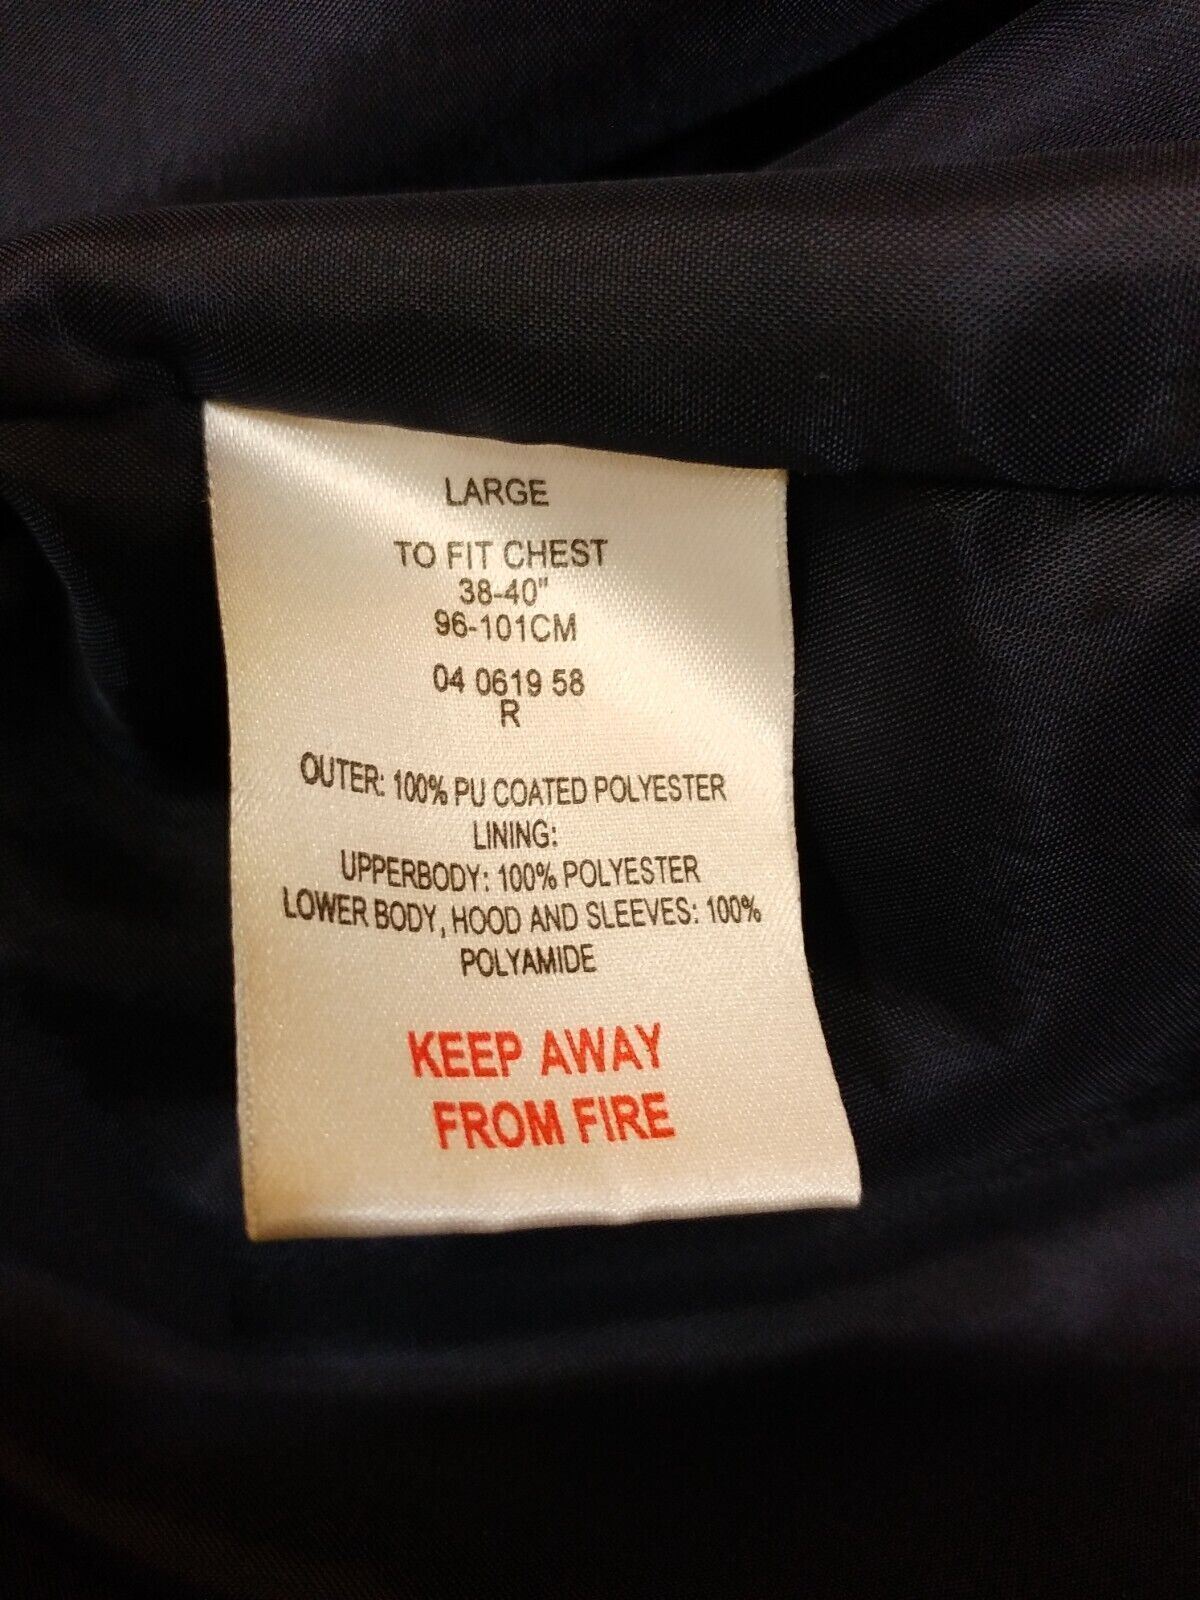 LARGE
TO FIT CHEST
38-40"
96-101CM
04 0619 58
R
OUTER: 100% PU COATED POLYESTER
LINING:
UPPERBODY: 100% POLYESTER
LOWER BODY, HOOD AND SLEEVES: 100%
POLYAMIDE
KEEP AWAY
FROM FIRE